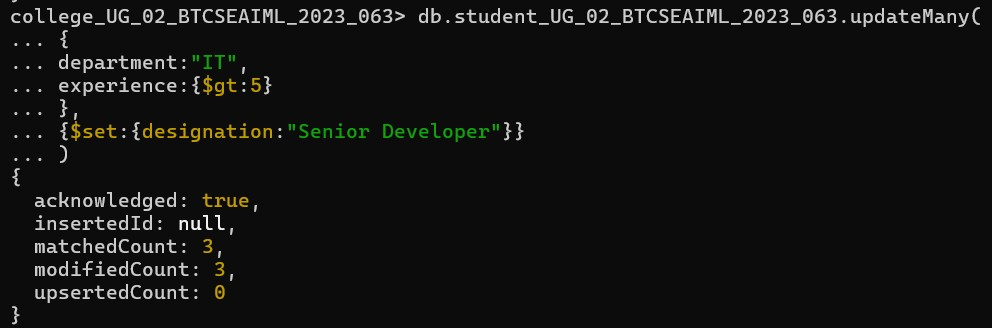 college_UG_02_BTCSEAIML_2023_063> db.student_UG_02_BTCSEAIML_2023_063.updateMany(
... {
... department:"IT",
... experience:{$gt:5}
... },
... {$set:{designation:"Senior Developer"}}
... )
{
  acknowledged: true,
  insertedId: null,
  matchedCount: 3,
  modifiedCount: 3,
  upsertedCount: 0
}